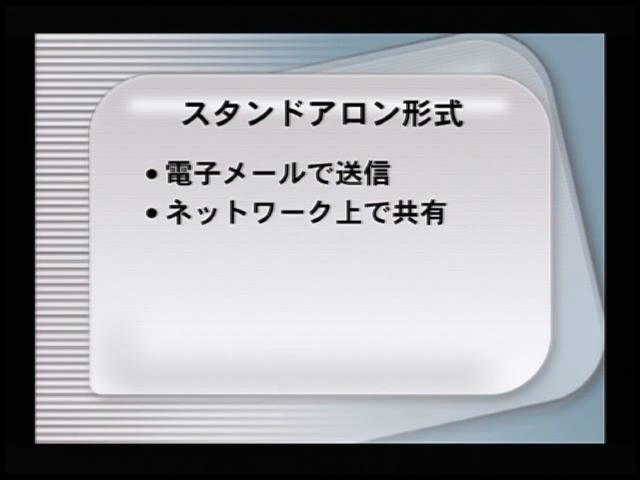 スタンドアロン形式
•電子メールで送信
•ネットワーク上で共有